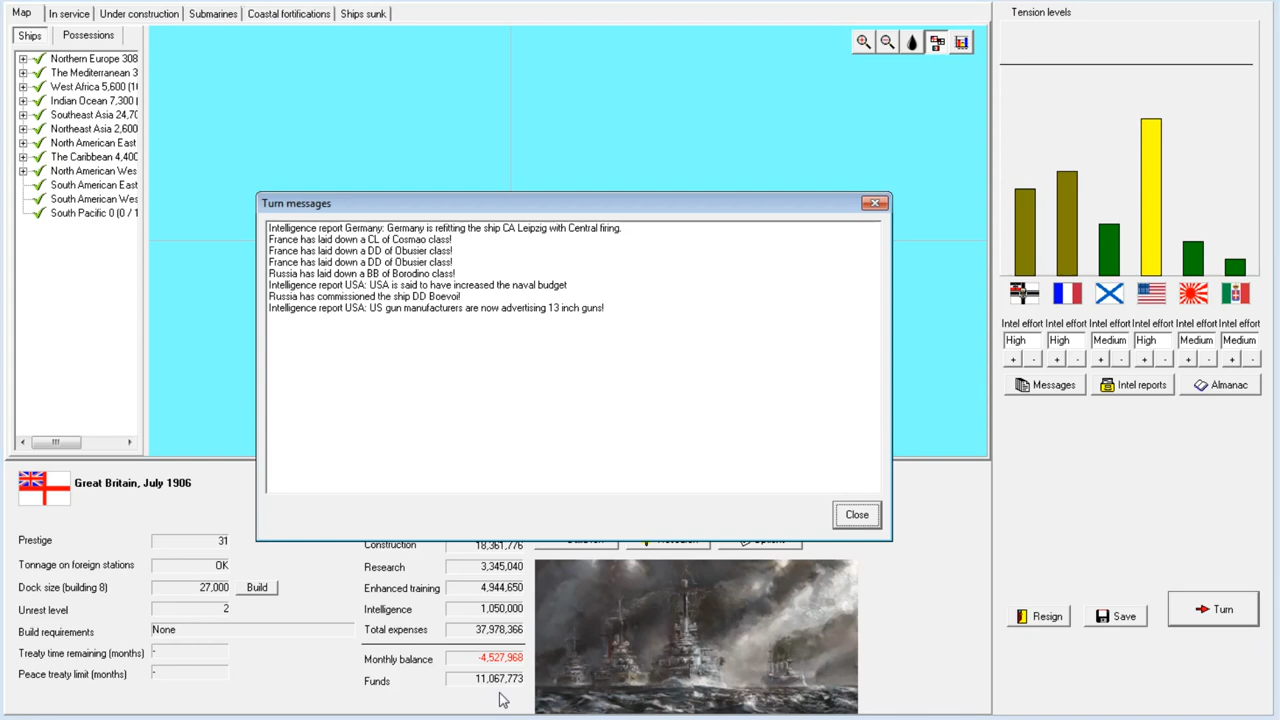 Map
In service
Under construction
Submarines
Coastal fortifications
Ships sunk
Ships
Possessions
Northern Europe 308
The Mediterranean 3
West Africa 5,600 (1
Indian Ocean 7,300 (
Southeast Asia 24,70
Northeast Asia 2,600
North American East
The Caribbean 4,400
North American Wes
South American East
South American Wes
South Pacific 0 (0 / 1
Turn messages
Intelligence report Germany: Germany is refitting the ship CA Leipzig with Central firing.
France has laid down a CL of Cosmao class!
France has laid down a DD of Obusier class!
France has laid down a DD of Obusier class!
Russia has laid down a BB of Borodino class!
Intelligence report USA: USA is said to have increased the naval budget
Russia has commissioned the ship DD Boevoi!
Intelligence report USA: US gun manufacturers are now advertising 13 inch guns!
Close
Tension levels
Intel effort Intel effort Intel effort Intel effort Intel effort Intel effort
High High Medium High Medium Medium
+ - + - + - + - + - + -
Messages
Intel reports
Almanac
Great Britain, July 1906
Prestige 31
Tonnage on foreign stations OK
Dock size (building 8) 27,000 Build
Unrest level 2
Build requirements None
Treaty time remaining (months) -
Peace treaty limit (months) -
Construction 18,361,776
Research 3,345,040
Enhanced training 4,944,650
Intelligence 1,050,000
Total expenses 37,978,366
Monthly balance -4,527,968
Funds 11,067,773
Resign
Save
Turn